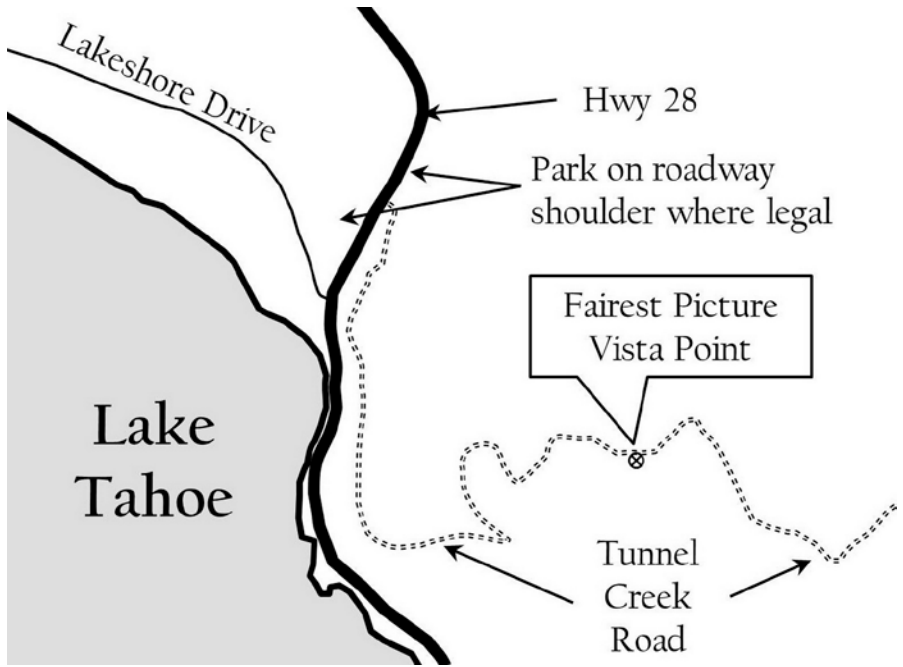 Lakeshore Drive
Hwy 28
Park on roadway
shoulder where legal
Fairest Picture
Vista Point
Lake
Tahoe
Tunnel
Creek
Road